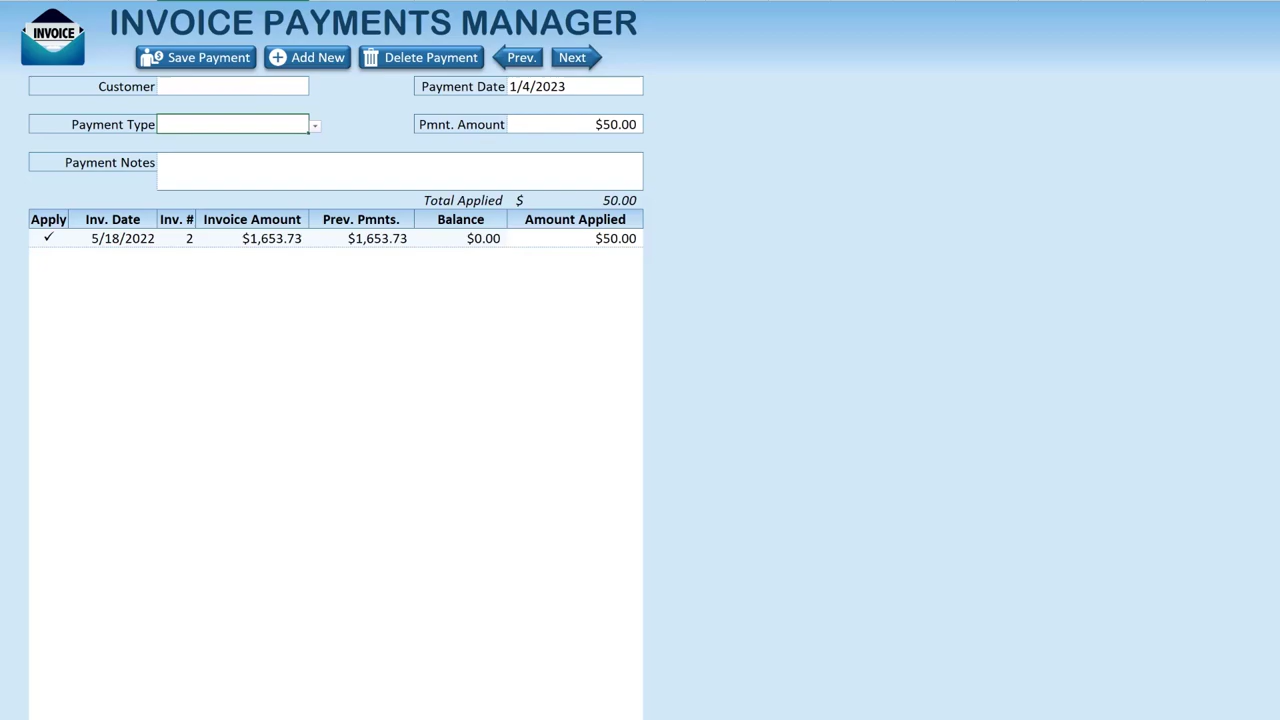 INVOICE
INVOICE PAYMENTS MANAGER
Save Payment Add New Delete Payment Prev. Next
Customer Payment Date 1/4/2023
Payment Type Pmnt. Amount $50.00
Payment Notes
Total Applied $ 50.00
Apply Inv. Date Inv. # Invoice Amount Prev. Pmnts. Balance Amount Applied
✓ 5/18/2022 2 $1,653.73 $1,653.73 $0.00 $50.00